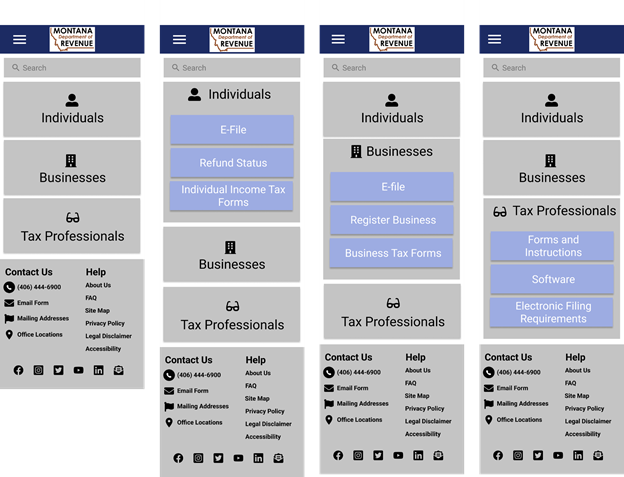 MONTANA
Department of
REVENUE
Search
Individuals
Businesses
Tax Professionals
Contact Us
(406) 444-6900
Email Form
Mailing Addresses
Office Locations
Help
About Us
FAQ
Site Map
Privacy Policy
Legal Disclaimer
Accessibility
MONTANA
Department of
REVENUE
Search
Individuals
E-File
Refund Status
Individual Income Tax
Forms
Businesses
Tax Professionals
Contact Us
(406) 444-6900
Email Form
Mailing Addresses
Office Locations
Help
About Us
FAQ
Site Map
Privacy Policy
Legal Disclaimer
Accessibility
MONTANA
Department of
REVENUE
Search
Individuals
Businesses
E-file
Register Business
Business Tax Forms
Tax Professionals
Contact Us
(406) 444-6900
Email Form
Mailing Addresses
Office Locations
Help
About Us
FAQ
Site Map
Privacy Policy
Legal Disclaimer
Accessibility
MONTANA
Department of
REVENUE
Search
Individuals
Businesses
Tax Professionals
Forms and
Instructions
Software
Electronic Filing
Requirements
Contact Us
(406) 444-6900
Email Form
Mailing Addresses
Office Locations
Help
About Us
FAQ
Site Map
Privacy Policy
Legal Disclaimer
Accessibility